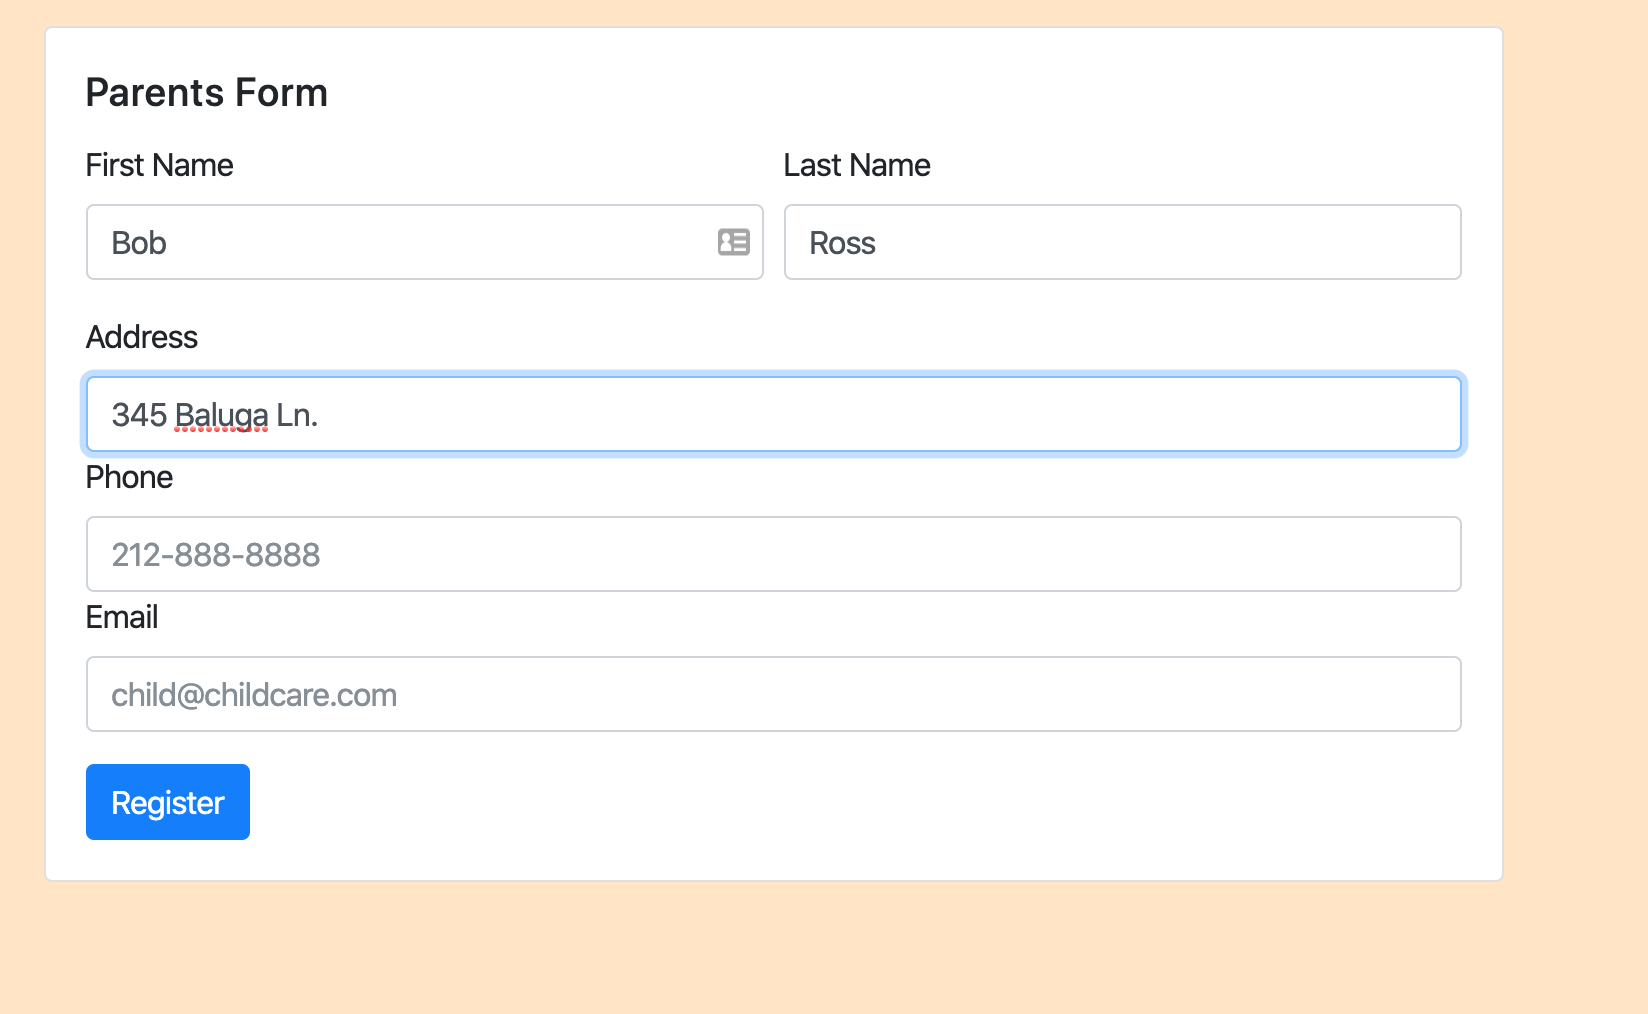 Parents Form
First Name
Last Name
Bob
Ross
Address
345 Baluga Ln.
Phone
212-888-8888
Email
child@childcare.com
Register